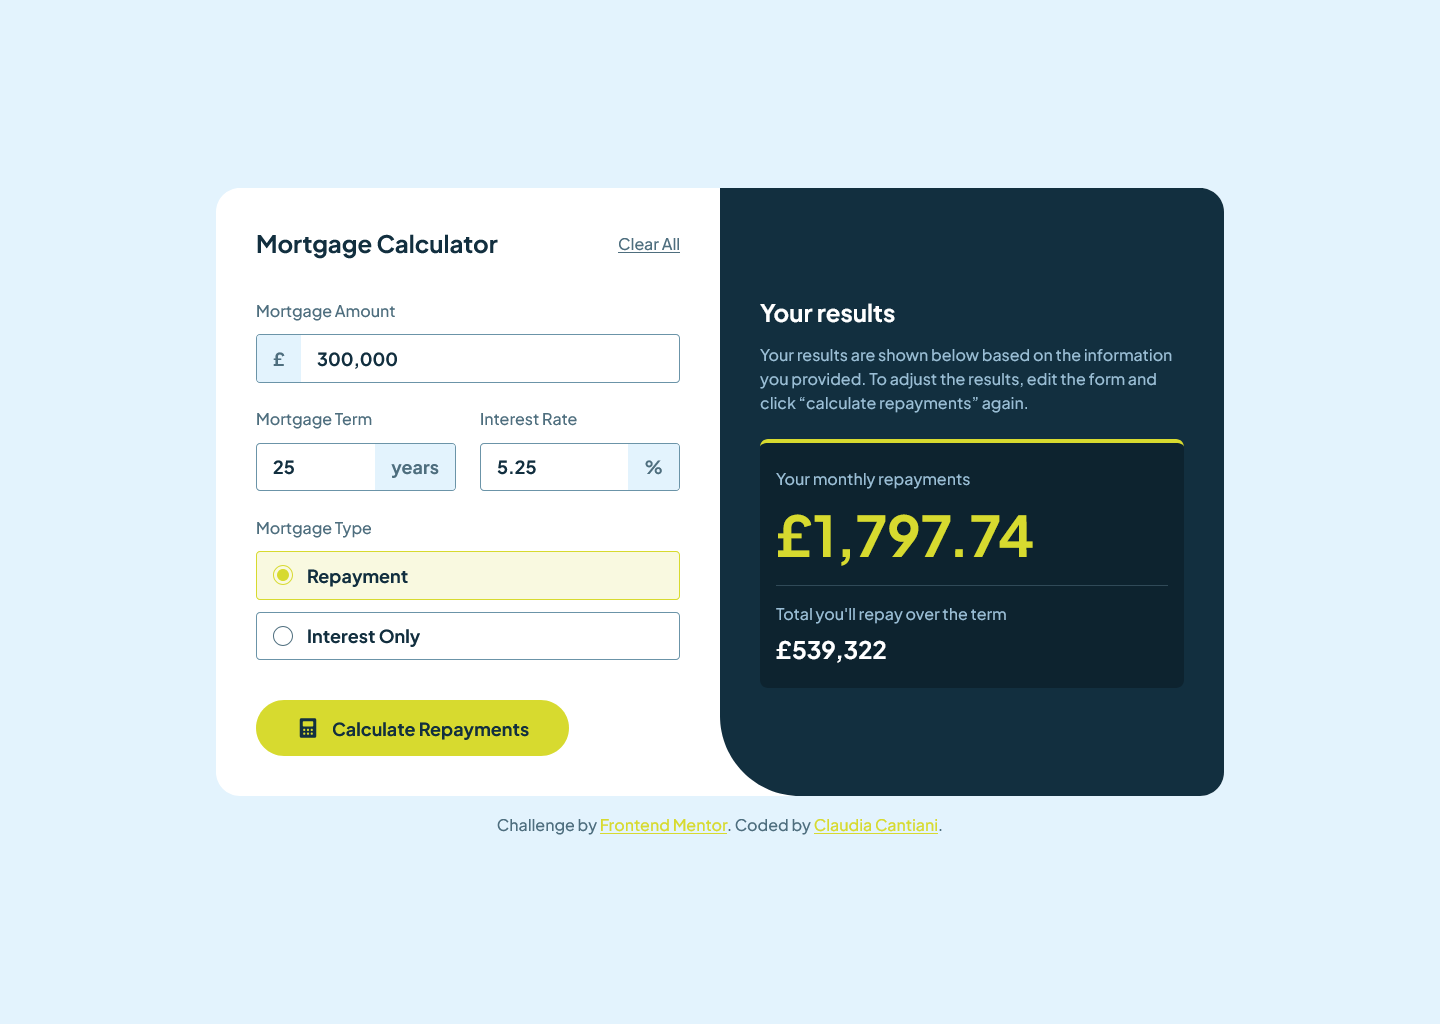 Mortgage Calculator
Clear All
Mortgage Amount
£ 300,000
Mortgage Term
25 years
Interest Rate
5.25 %
Mortgage Type
Repayment
Interest Only
Calculate Repayments
Your results
Your results are shown below based on the information
you provided. To adjust the results, edit the form and
click “calculate repayments” again.
Your monthly repayments
£1,797.74
Total you'll repay over the term
£539,322
Challenge by Frontend Mentor. Coded by Claudia Cantiani.